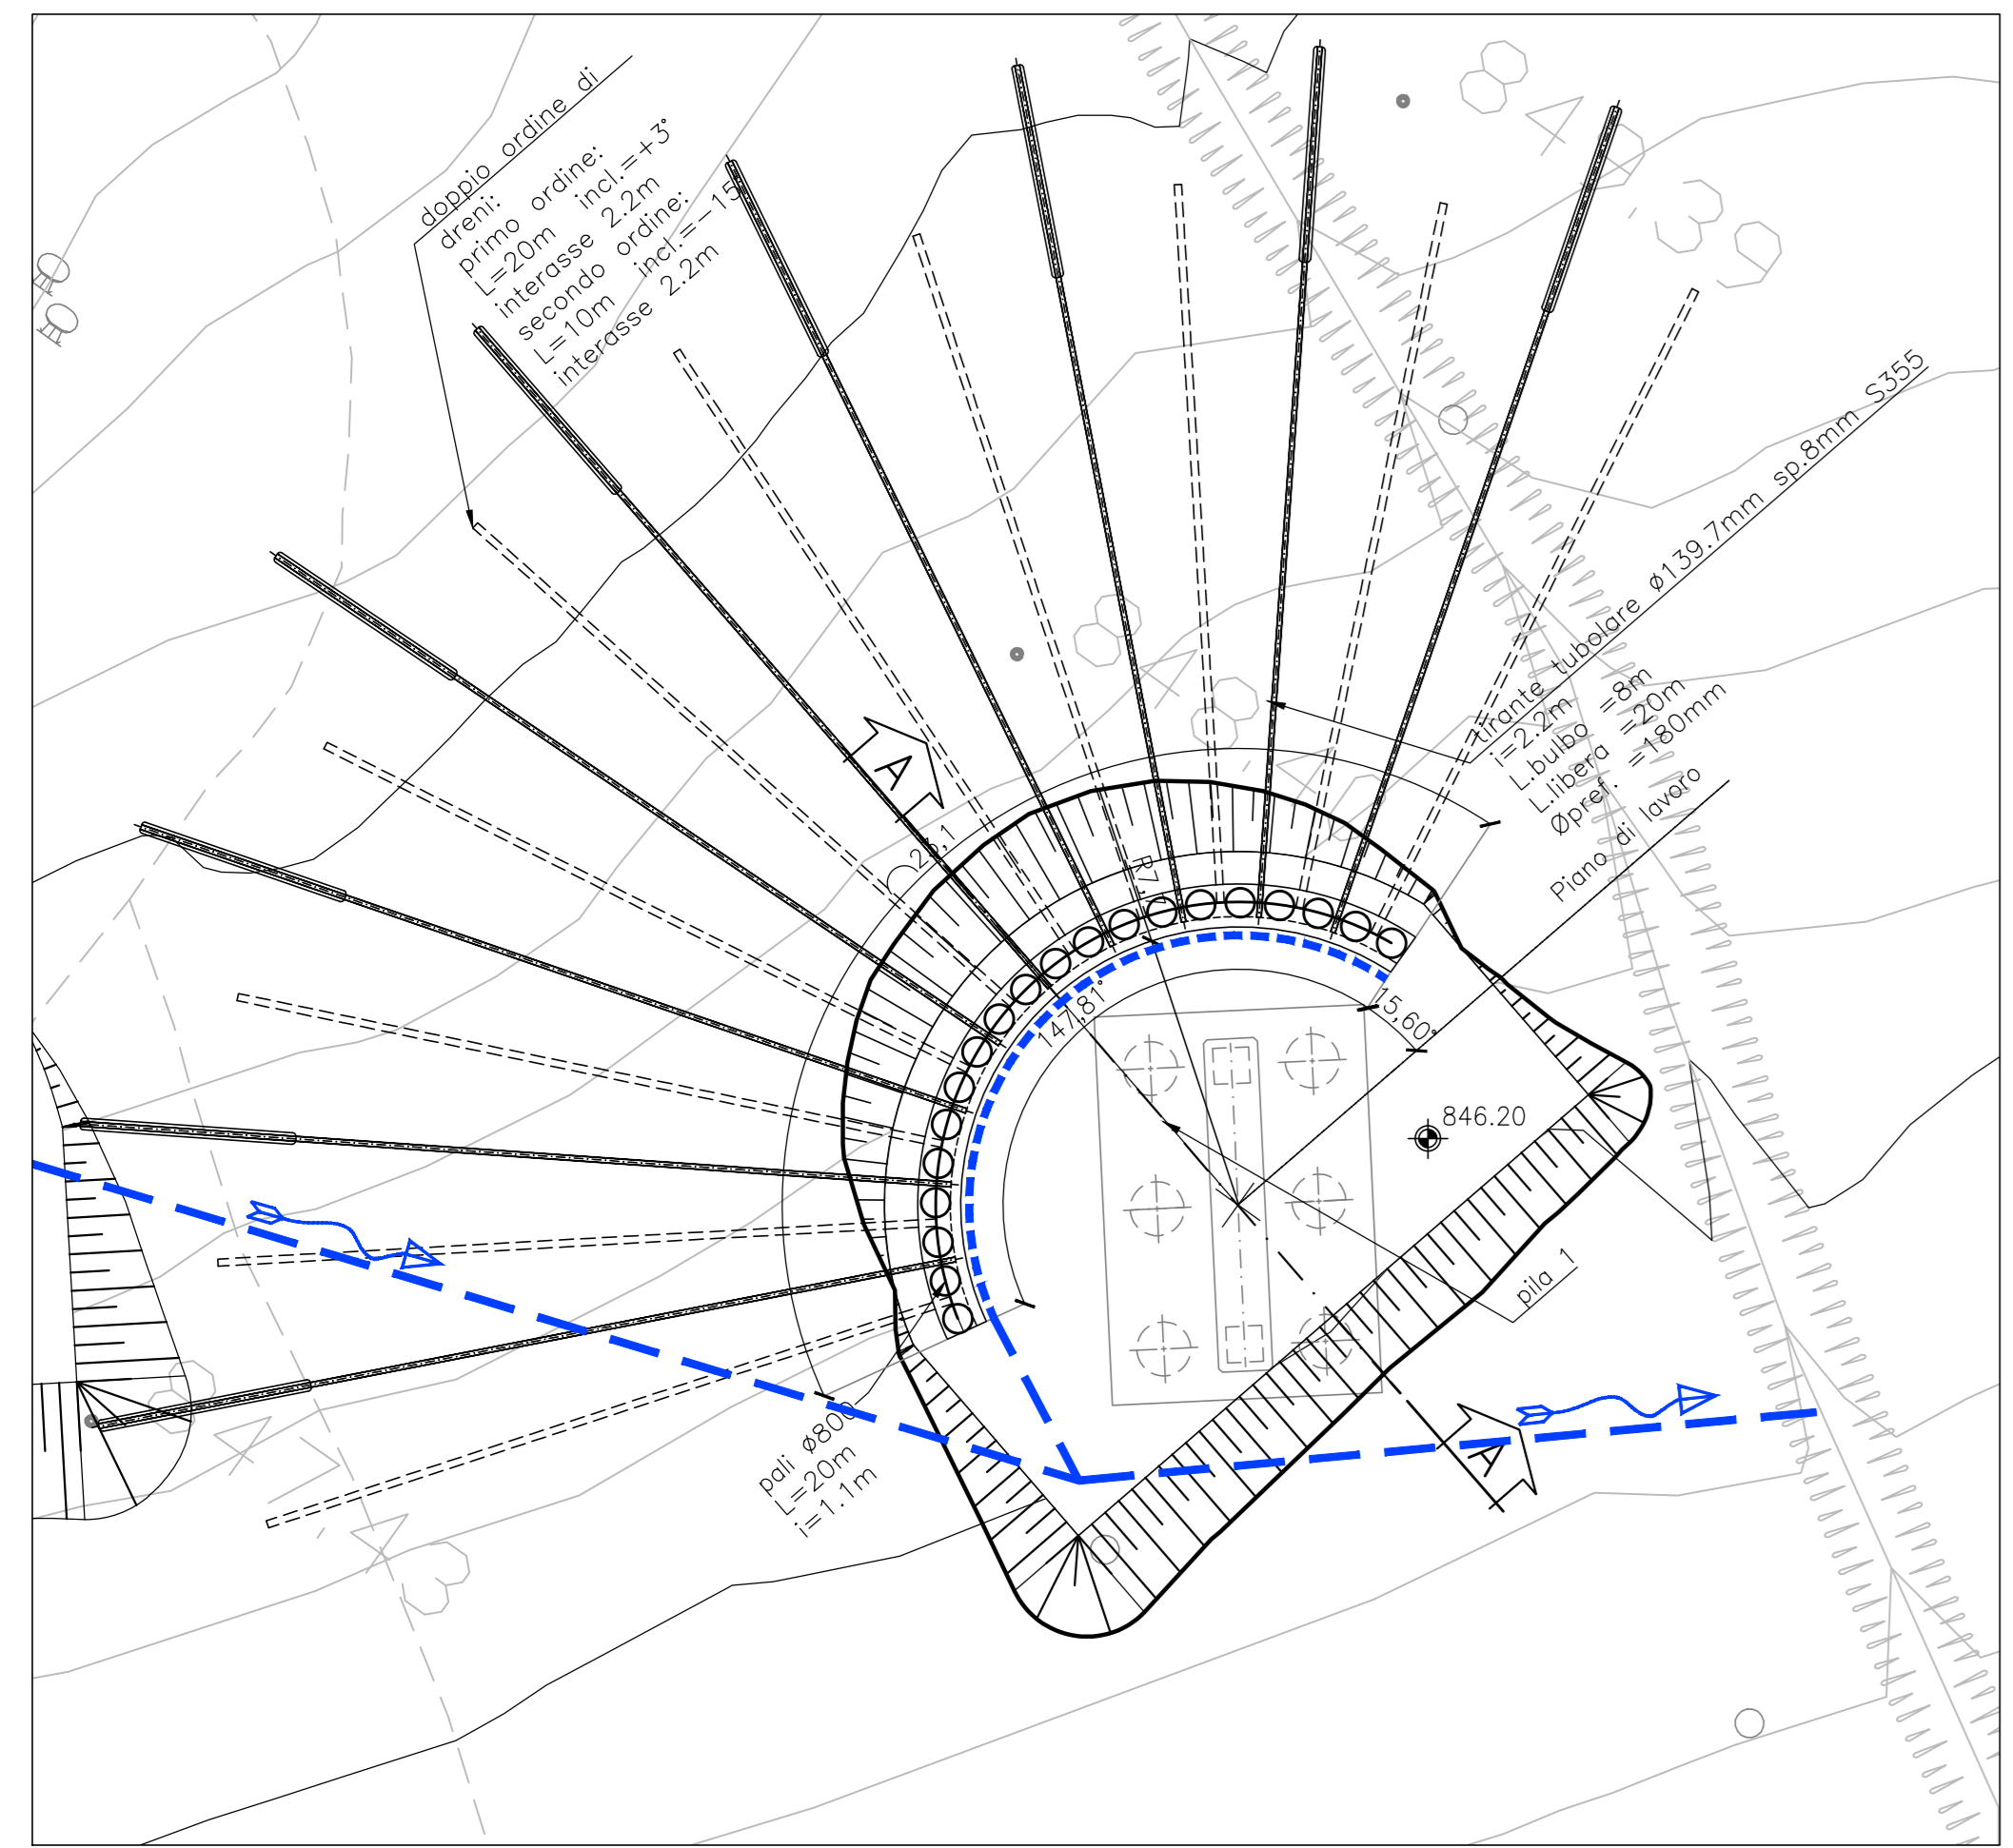 doppio ordine di
dreni:
primo ordine:
L=20m incl.=+3°
interasse 2.2m
secondo ordine:
L=10m incl.=-15
interasse 2.2m
tirante tubolare ø139.7mm sp.8mm S355
i=2.2m
L.bulbo =8m
L.libera =20m
Øpref. =180mm
Piano di lavoro
A
147,81°
15,60°
846.20
pila 1
pali ø800
L=20m
i=1.1m
A